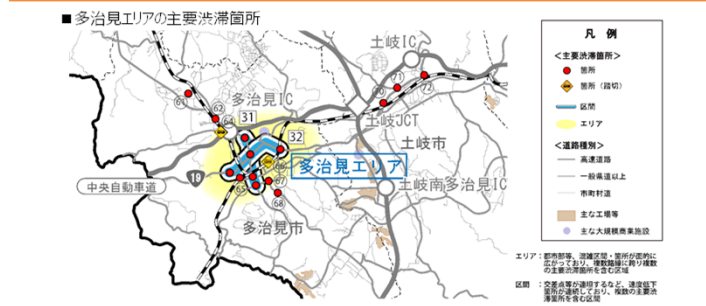 ■多治見エリアの主要渋滞箇所
土岐IC
71
70
72
61
62
64
多治見IC
31
32
土岐JCT
土岐市
多治見エリア
中央自動車道
19
65
66
67
68
土岐南多治見IC
多治見市
凡 例
<主要渋滞箇所>
箇所
箇所（踏切）
区間
エリア
<道路種別>
高速道路
一般県道以上
市町村道
主な工場等
主な大規模商業施設
エリア：都市部等、混雑区間・箇所が面的に
広がっており、複数路線に跨り複数
の主要渋滞箇所を含む区域
区間 ：交差点等が連坦するなど、速度低下
箇所が連続しており、複数の主要渋
滞箇所を含む区間